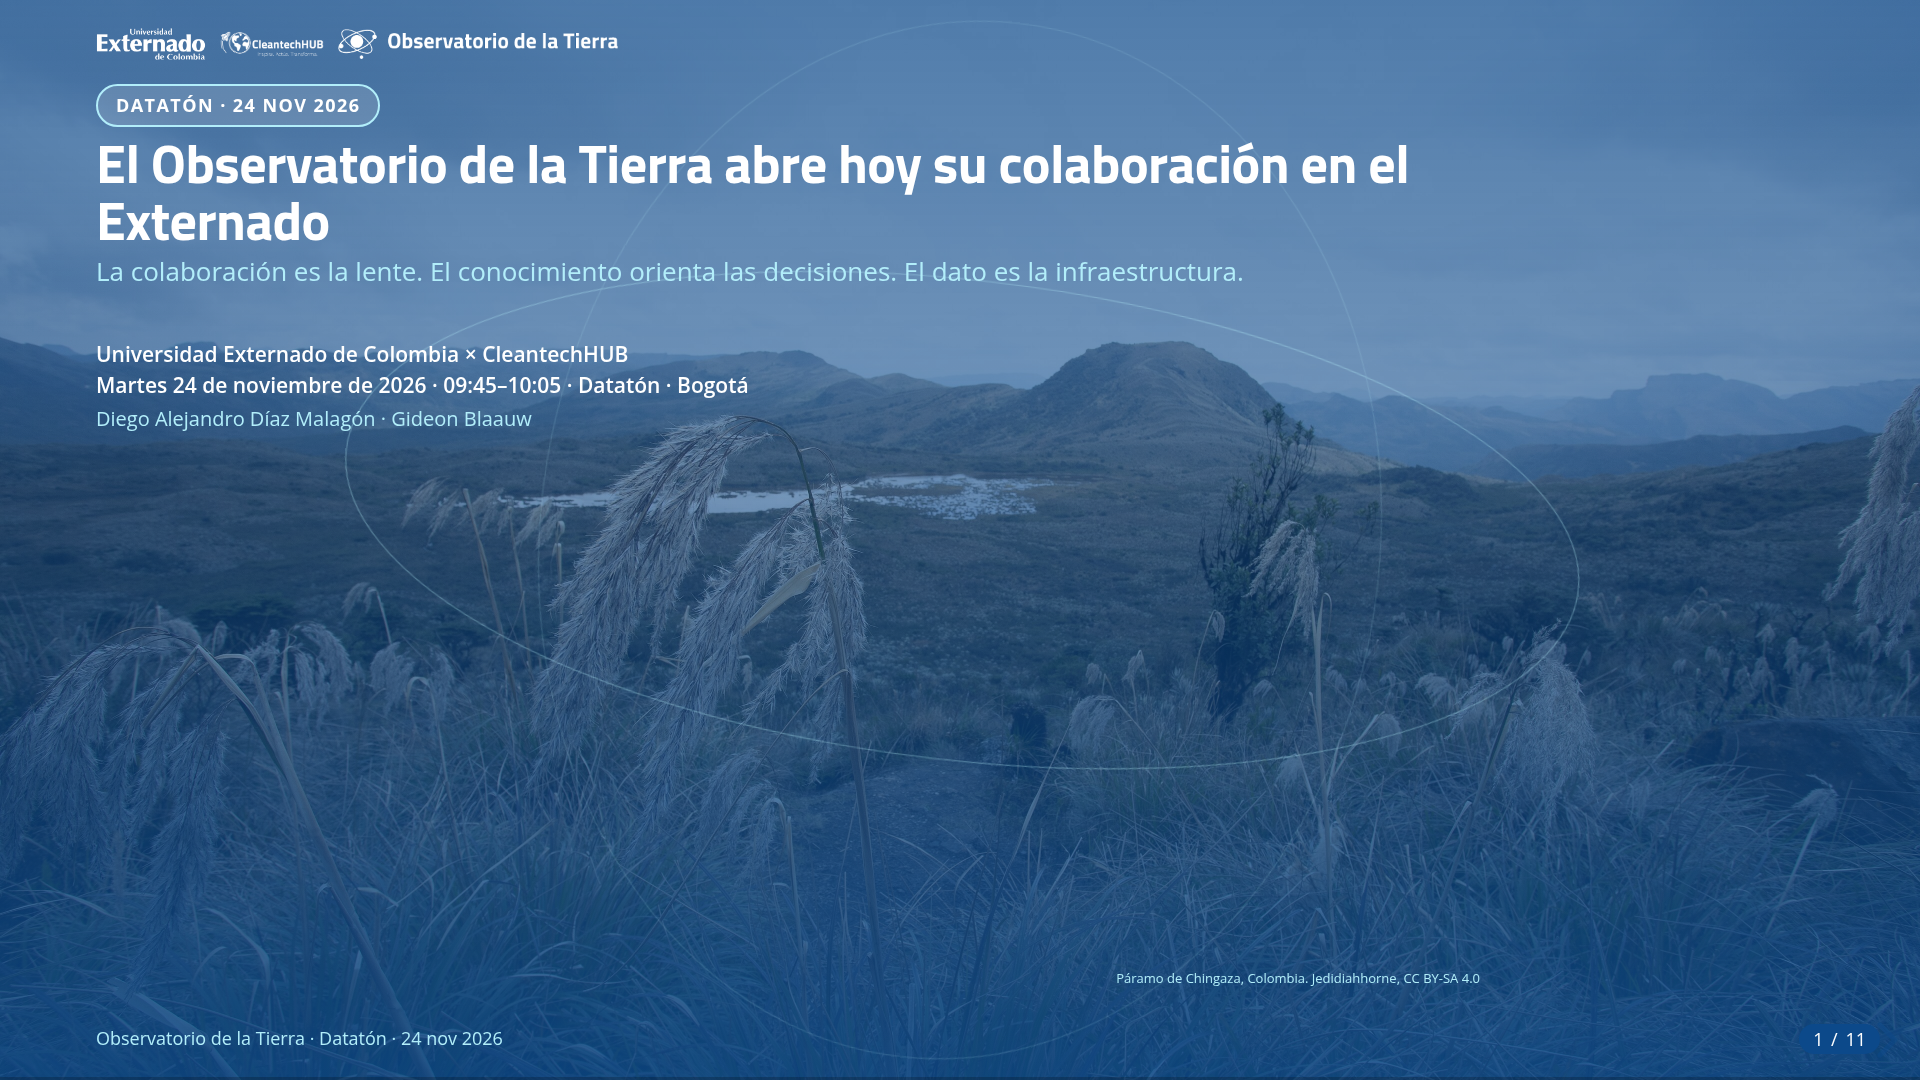 Universidad
Externado
de Colombia
CleantechHUB
Observatorio de la Tierra
DATATÓN · 24 NOV 2026
El Observatorio de la Tierra abre hoy su colaboración en el
Externado
La colaboración es la lente. El conocimiento orienta las decisiones. El dato es la infraestructura.
Universidad Externado de Colombia × CleantechHUB
Martes 24 de noviembre de 2026 · 09:45–10:05 · Datatón · Bogotá
Diego Alejandro Díaz Malagón · Gideon Blaauw
Páramo de Chingaza, Colombia. Jedidiahhorne, CC BY-SA 4.0
Observatorio de la Tierra · Datatón · 24 nov 2026
1 / 11